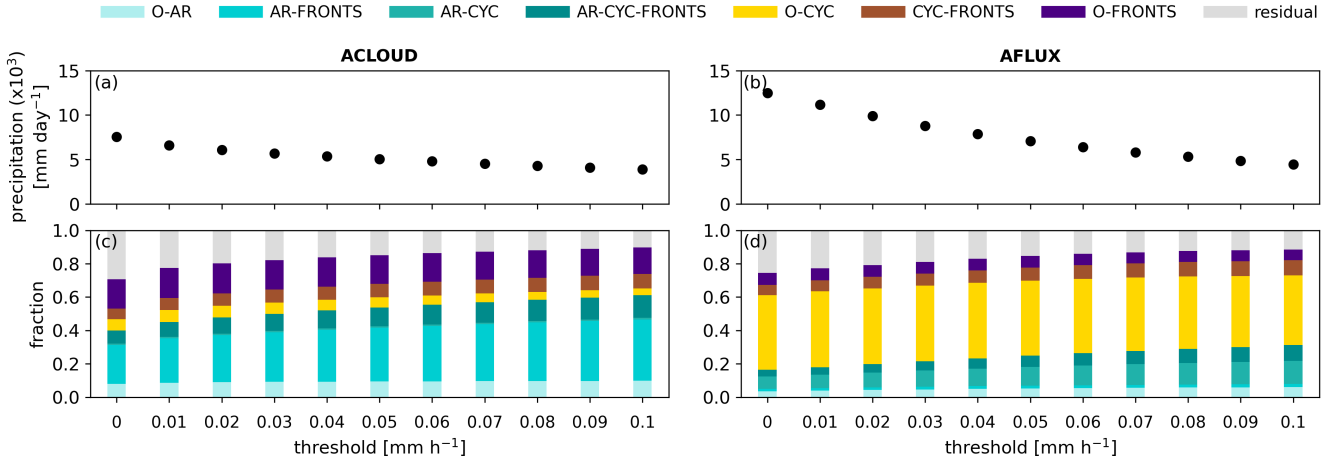 O-AR AR-FRONTS AR-CYC AR-CYC-FRONTS O-CYC CYC-FRONTS O-FRONTS residual
ACLOUD AFLUX
precipitation (x10³)
[mm day⁻¹]
(a)
15
10
5
0
(b)
15
10
5
0
fraction
(c)
1.0
0.8
0.6
0.4
0.2
0.0
0 0.01 0.02 0.03 0.04 0.05 0.06 0.07 0.08 0.09 0.1
threshold [mm h⁻¹]
(d)
1.0
0.8
0.6
0.4
0.2
0.0
0 0.01 0.02 0.03 0.04 0.05 0.06 0.07 0.08 0.09 0.1
threshold [mm h⁻¹]